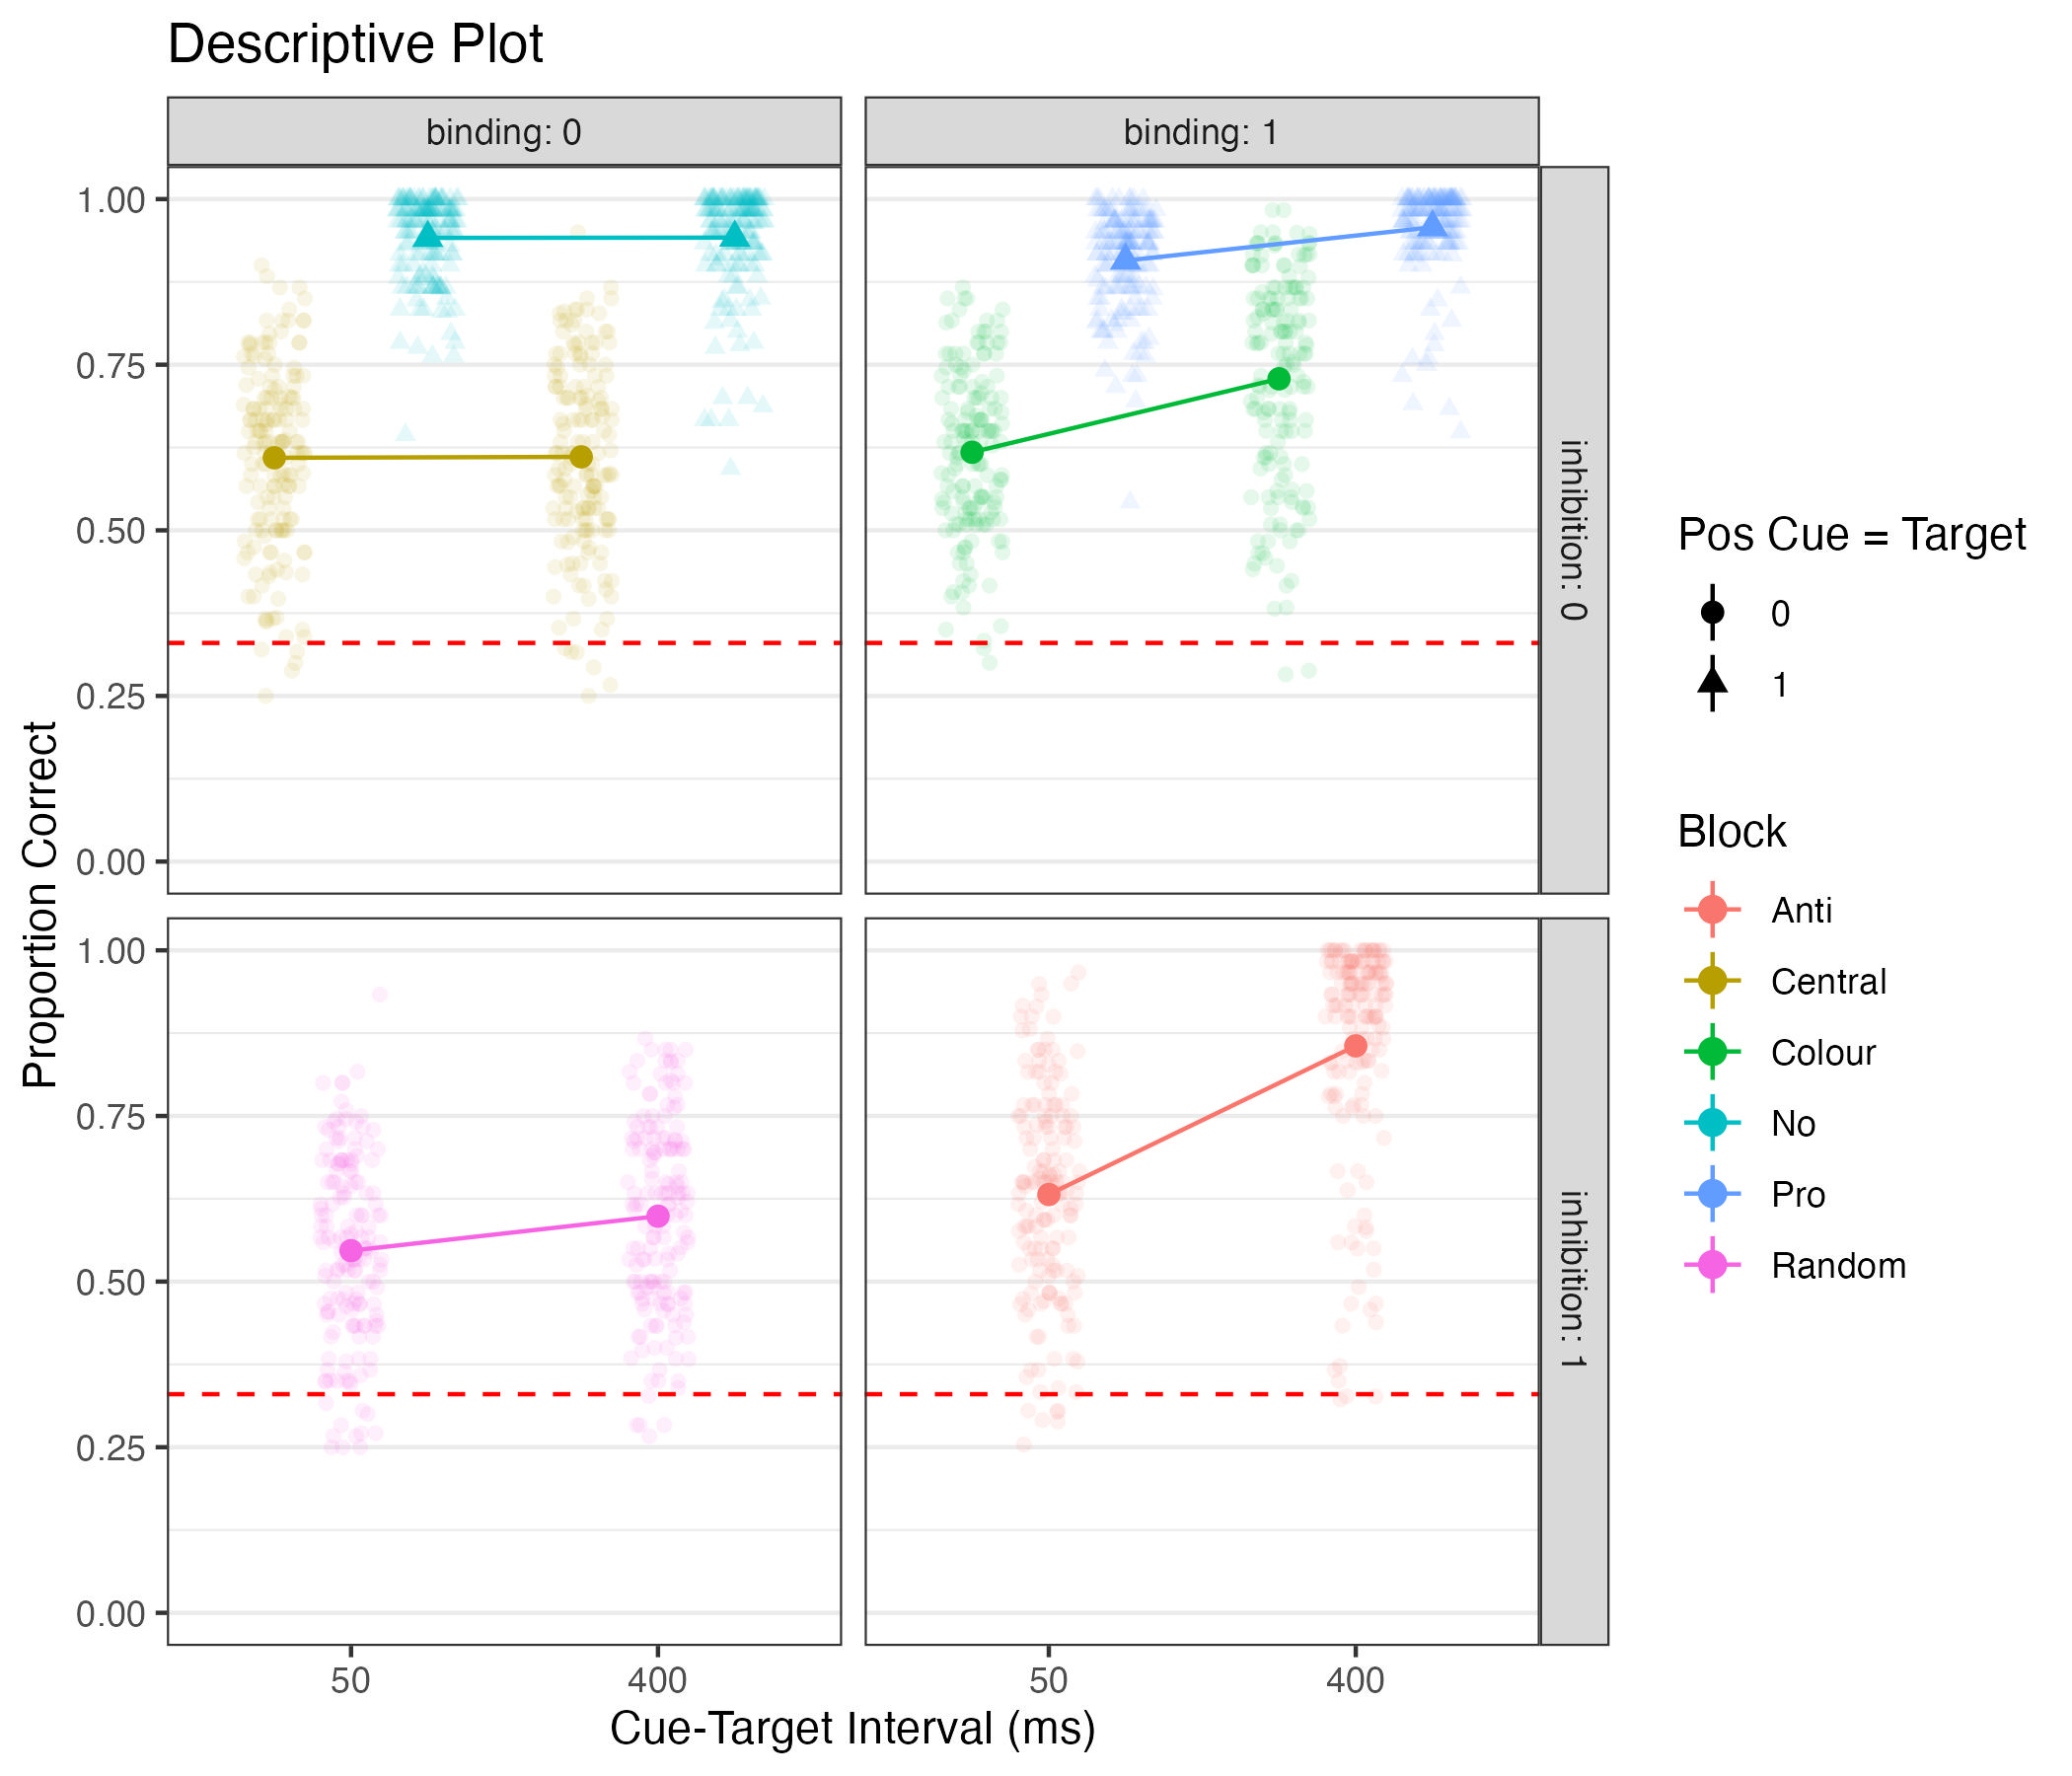 Descriptive Plot
binding: 0
binding: 1
1.00
0.75
0.50
0.25
0.00
inhibition: 0
1.00
0.75
0.50
0.25
0.00
inhibition: 1
Proportion Correct
50
400
50
400
Cue-Target Interval (ms)
Pos Cue = Target
0
1
Block
Anti
Central
Colour
No
Pro
Random